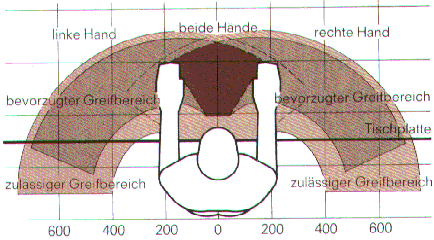 beide Hände
linke Hand
rechte Hand
bevorzugter Greifbereich
bevorzugter Greifbereich
Tischplatte
zulässiger Greifbereich
zulässiger Greifbereich
600 400 200 0 200 400 600